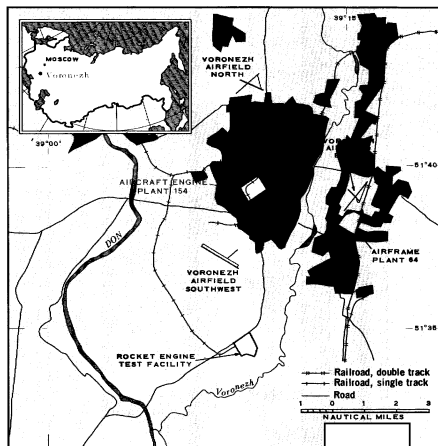 39°15'
MOSCOW
Voronezh
VORONEZH
AIRFIELD
NORTH
39°00'
51°40
AIRCRAFT ENGINE
PLANT 154
DON
AIRFRAME
PLANT 64
VORONEZH
AIRFIELD
SOUTHWEST
51°35
ROCKET ENGINE
TEST FACILITY
Voronezh
Railroad, double track
Railroad, single track
Road
1 0 1 2 3
NAUTICAL MILES